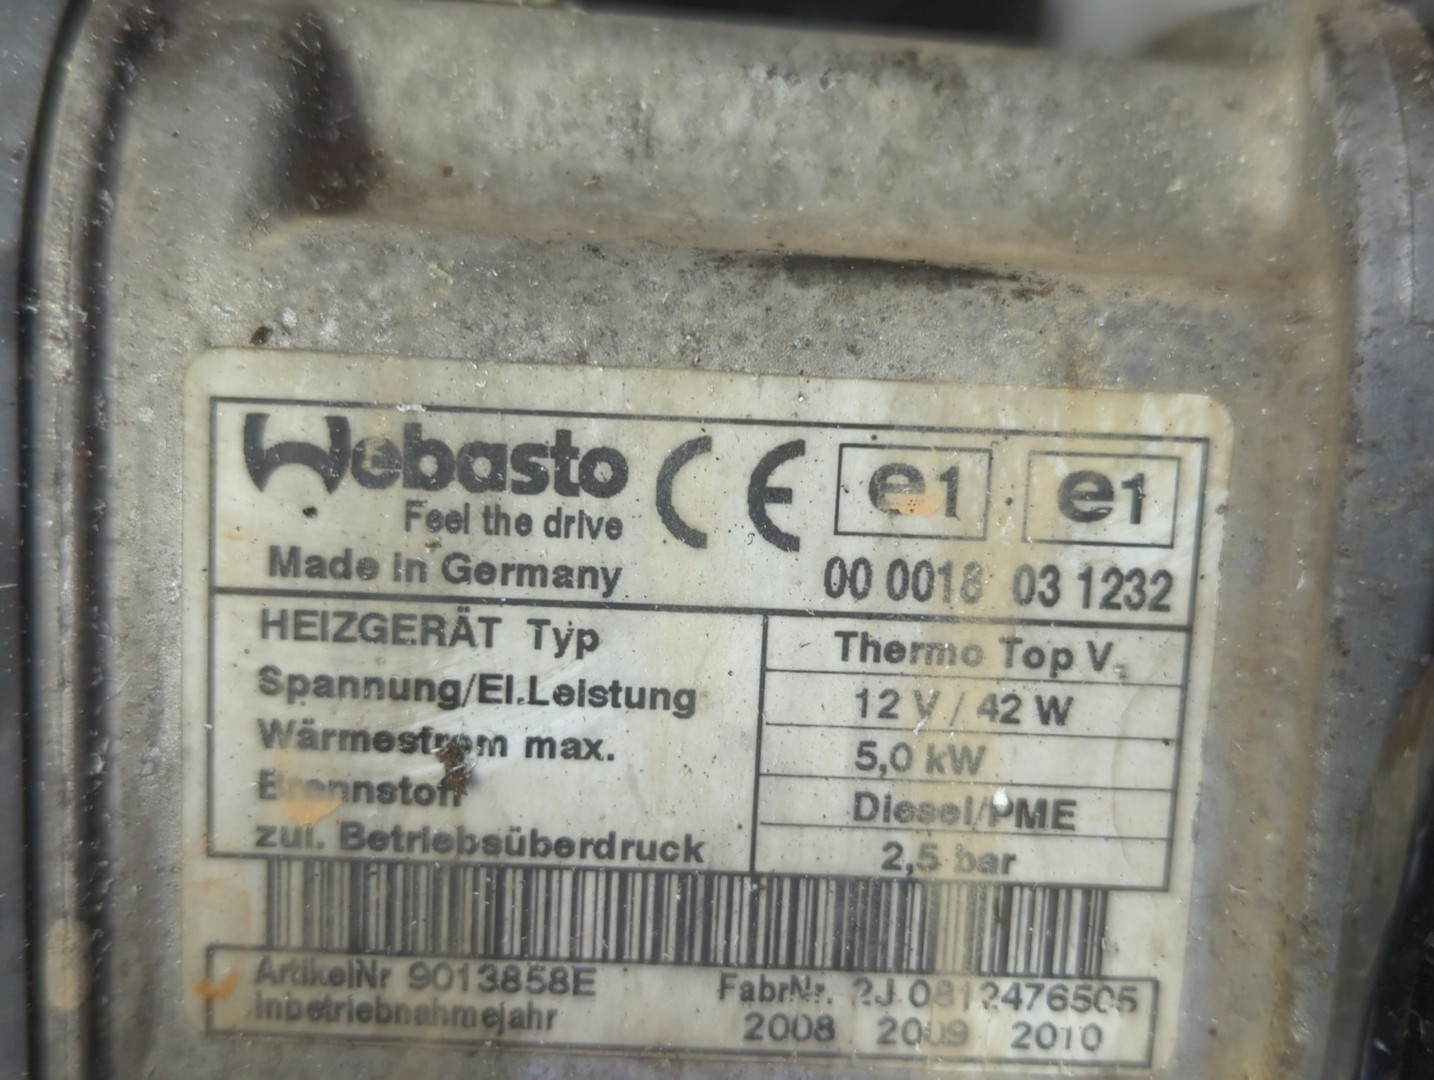 Webasto
Feel the drive
Made in Germany
CE e1 e1
00 0018 03 1232
HEIZGERÄT Typ Thermo Top V
Spannung/El.Leistung 12 V / 42 W
Wärmestrom max. 5,0 kW
Brennstoff Diesel/PME
zul. Betriebsüberdruck 2,5 bar
ArtikelNr 9013858E FabrNr. 2J 0812476505
Inbetriebnahmejahr 2008 2009 2010